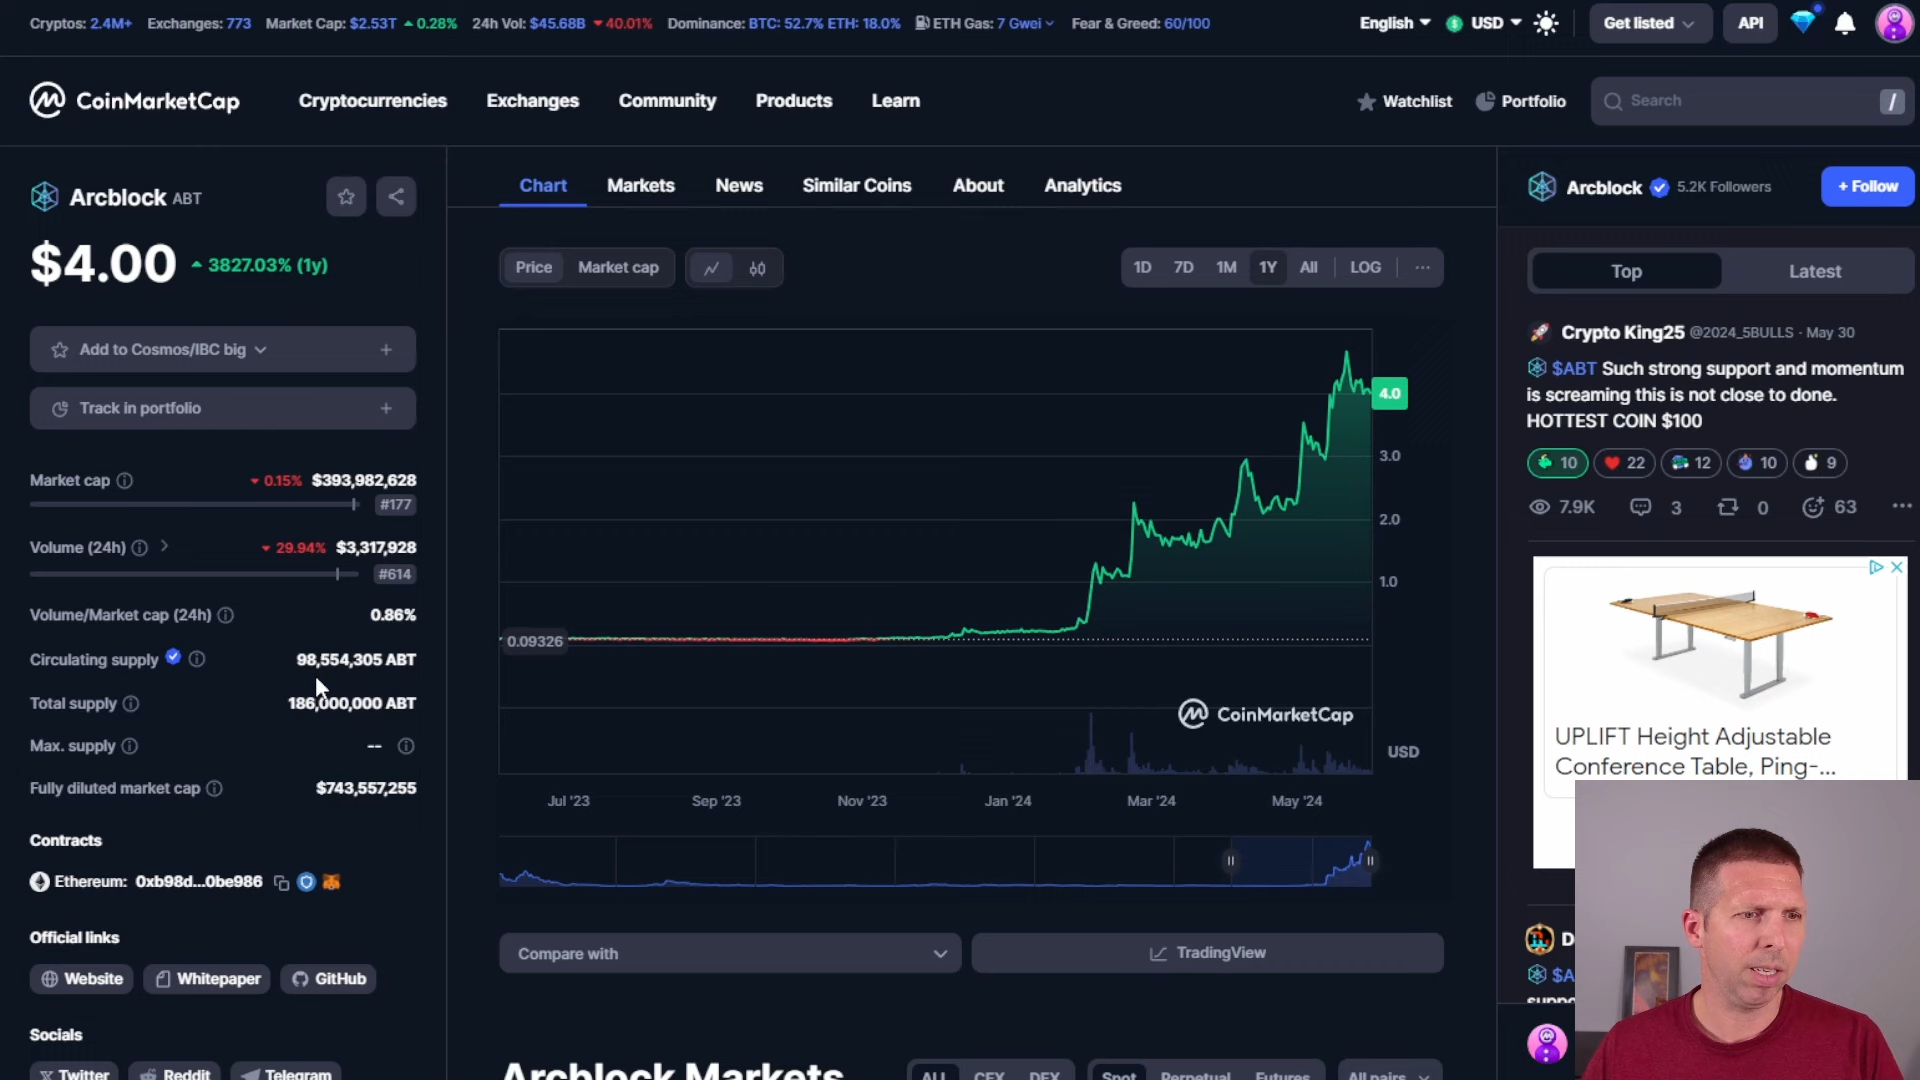 Cryptos: 2.4M+ Exchanges: 773 Market Cap: $2.53T 0.28% 24h Vol: $45.68B 40.01% Dominance: BTC: 52.7% ETH: 18.0% ETH Gas: 7 Gwei Fear & Greed: 60/100
English USD Get listed API
CoinMarketCap Cryptocurrencies Exchanges Community Products Learn Watchlist Portfolio Search /
Arcblock ABT
$4.00 3827.03% (1y)
Add to Cosmos/IBC big +
Track in portfolio +
Market cap 0.15% $393,982,628
#177
Volume (24h) 29.94% $3,317,928
#614
Volume/Market cap (24h) 0.86%
Circulating supply 98,554,305 ABT
Total supply 186,000,000 ABT
Max. supply --
Fully diluted market cap $743,557,255
Contracts
Ethereum: 0xb98d...0be986
Official links
Website Whitepaper GitHub
Socials
Twitter Reddit Telegram
Chart Markets News Similar Coins About Analytics
Price Market cap 1D 7D 1M 1Y All LOG ...
4.0
3.0
2.0
1.0
0.09326
CoinMarketCap
USD
Jul '23 Sep '23 Nov '23 Jan '24 Mar '24 May '24
Compare with TradingView
Arcblock Markets ALL CEX DEX Spot Perpetual Futures All pairs
Arcblock 5.2K Followers + Follow
Top Latest
Crypto King25 @2024_5BULLS · May 30
$ABT Such strong support and momentum
is screaming this is not close to done.
HOTTEST COIN $100
10 22 12 10 9
7.9K 3 0 63 ...
UPLIFT Height Adjustable
Conference Table, Ping-...
D
$A